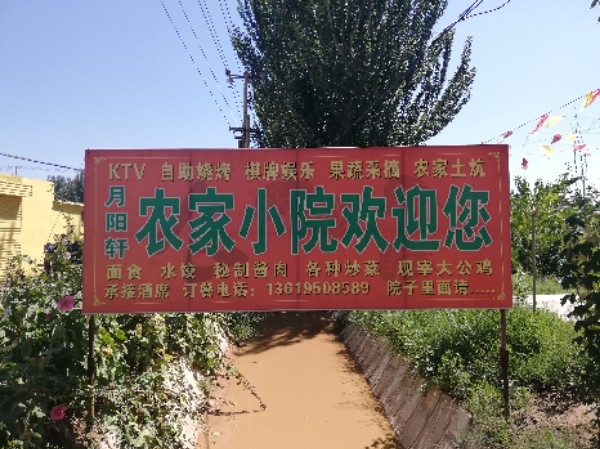 KTV 自助烧烤 棋牌娱乐 果蔬采摘 农家土炕
月阳轩
农家小院欢迎您
面食 水饺 秘制酱肉 各种炒菜 现宰大公鸡
承接酒席 订餐电话：13619508589 院子里面请.....